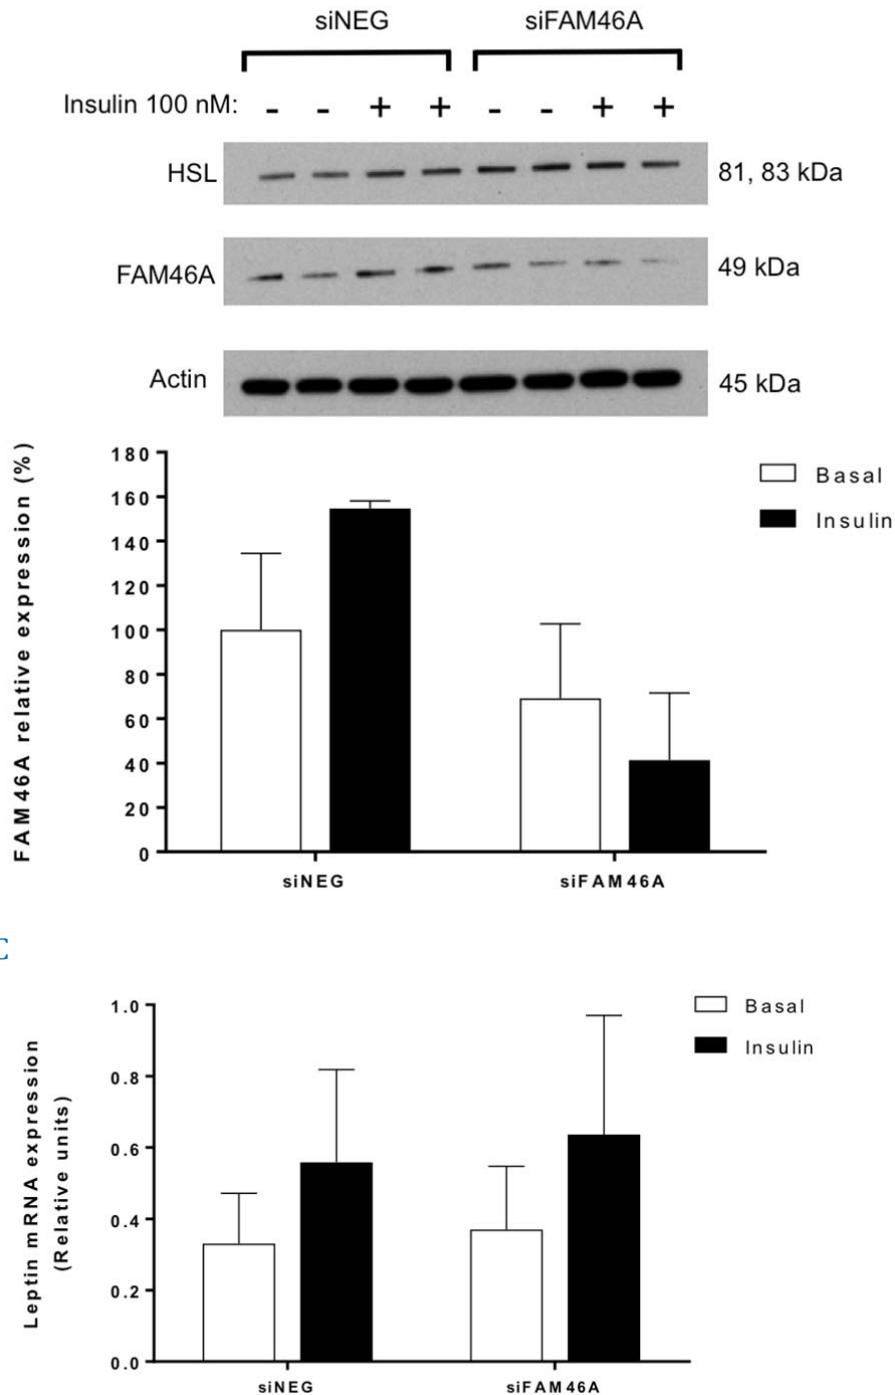 siNEG siFAM46A
Insulin 100 nM: - - + + - - + +
HSL 81, 83 kDa
FAM46A 49 kDa
Actin 45 kDa
FAM46A relative expression (%)
180
160
140
120
100
80
60
40
20
0
Basal
Insulin
siNEG siFAM46A
C
Leptin mRNA expression
(Relative units)
1.0
0.8
0.6
0.4
0.2
0.0
Basal
Insulin
siNEG siFAM46A